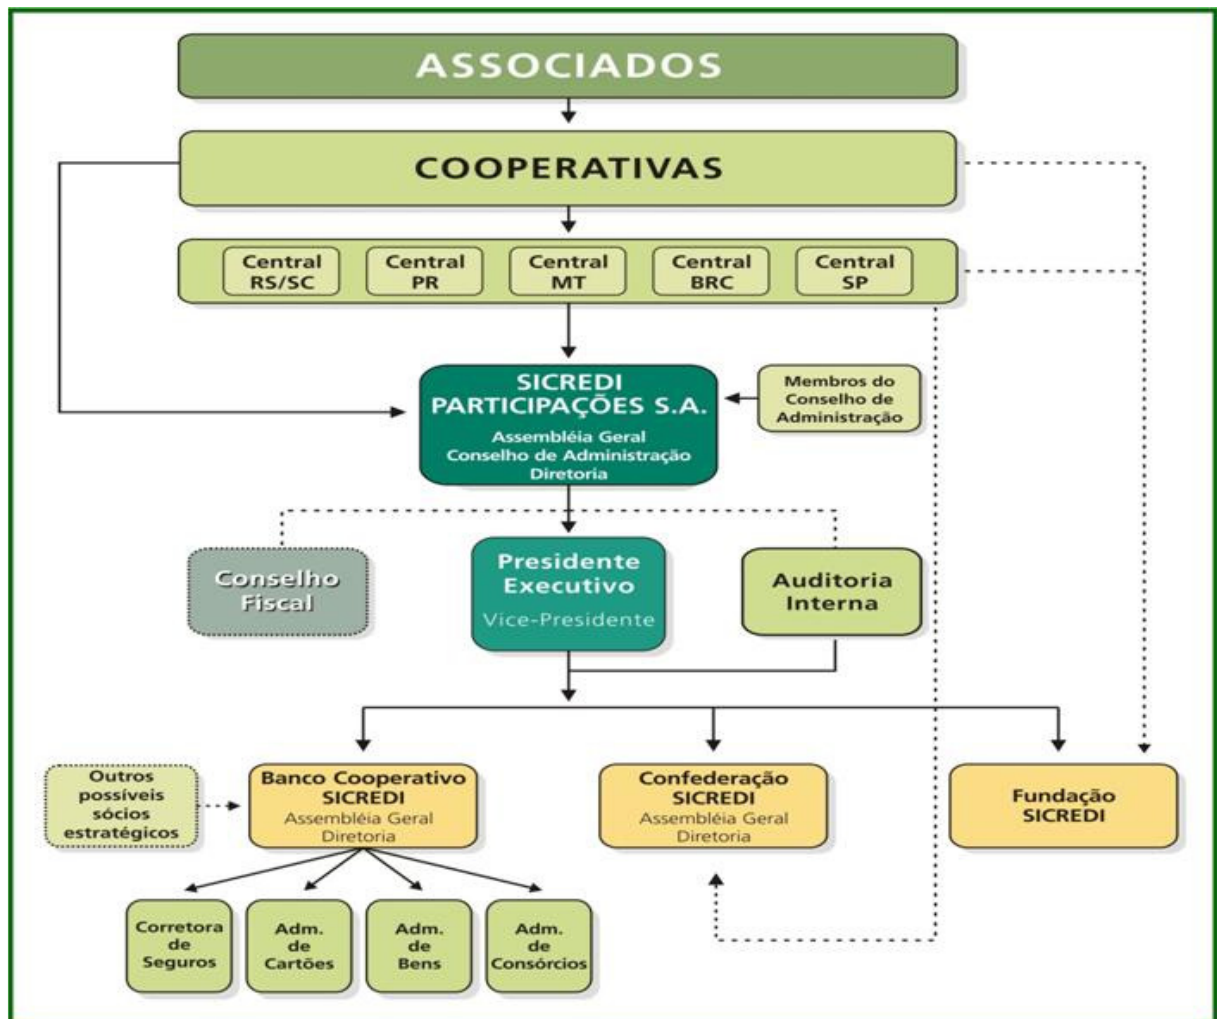 ASSOCIADOS
COOPERATIVAS
Central
RS/SC
Central
PR
Central
MT
Central
BRC
Central
SP
SICREDI
PARTICIPAÇÕES S.A.
Assembléia Geral
Conselho de Administração
Diretoria
Membros do
Conselho de
Administração
Conselho
Fiscal
Presidente
Executivo
Vice-Presidente
Auditoria
Interna
Outros
possíveis
sócios
estratégicos
Banco Cooperativo
SICREDI
Assembléia Geral
Diretoria
Confederação
SICREDI
Assembléia Geral
Diretoria
Fundação
SICREDI
Corretora
de
Seguros
Adm.
de
Cartões
Adm.
de
Bens
Adm.
de
Consórcios